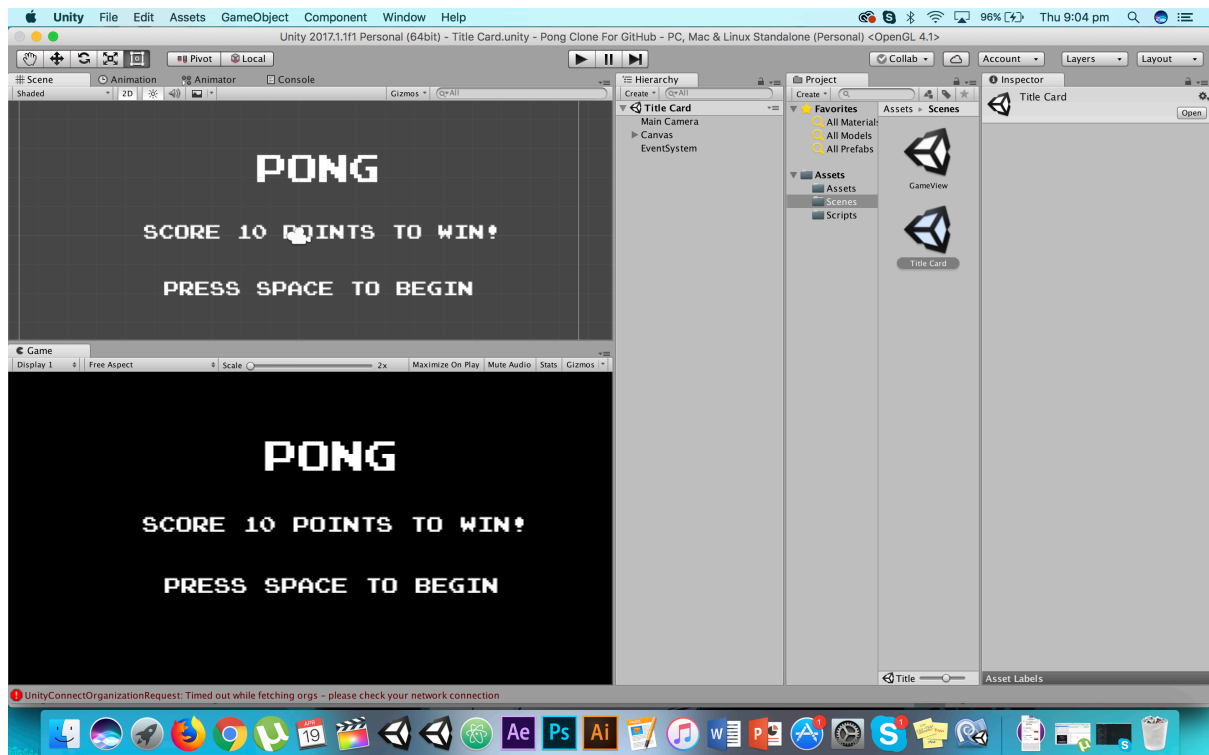 Unity File Edit Assets GameObject Component Window Help 96% Thu 9:04 pm
Unity 2017.1.1f1 Personal (64bit) - Title Card.unity - Pong Clone For GitHub - PC, Mac & Linux Standalone (Personal) <OpenGL 4.1>
Pivot Local Collab Account Layers Layout
Scene Animation Animator Console
Shaded 2D Gizmos All
PONG
SCORE 10 POINTS TO WIN!
PRESS SPACE TO BEGIN
Game
Display 1 Free Aspect Scale 2x Maximize On Play Mute Audio Stats Gizmos
PONG
SCORE 10 POINTS TO WIN!
PRESS SPACE TO BEGIN
Hierarchy
Create All
Title Card
Main Camera
Canvas
EventSystem
Project
Create
Favorites
All Materials
All Models
All Prefabs
Assets
Assets
Scenes
Scripts
Assets Scenes
GameView
Title Card
Title
Inspector
Title Card
Open
Asset Labels
UnityConnectOrganizationRequest: Timed out while fetching orgs - please check your network connection
APR
19
Ae Ps Ai W P S